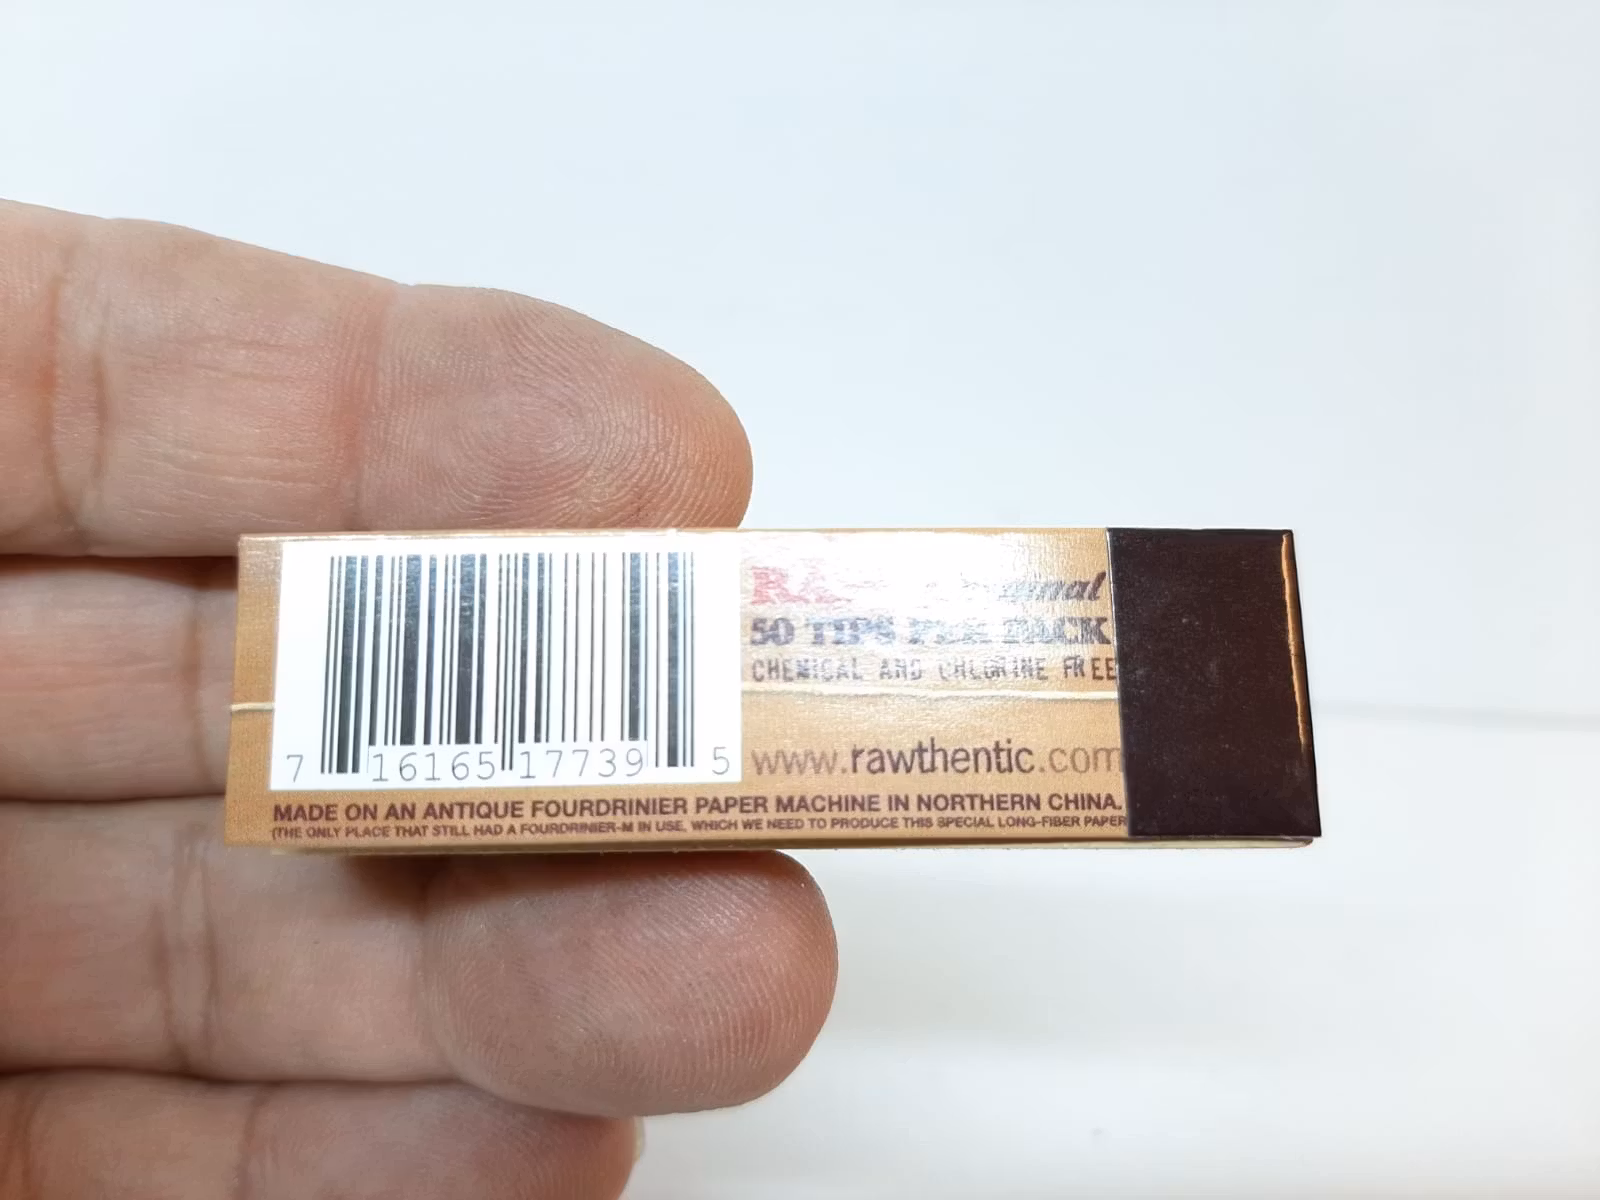 7 16165 17739 5
50 TIPS PER PACK
CHEMICAL AND CHLORINE FREE
www.rawthentic.com
MADE ON AN ANTIQUE FOURDRINIER PAPER MACHINE IN NORTHERN CHINA.
(THE ONLY PLACE THAT STILL HAD A FOURDRINIER-M IN USE, WHICH WE NEED TO PRODUCE THIS SPECIAL LONG-FIBER PAPER